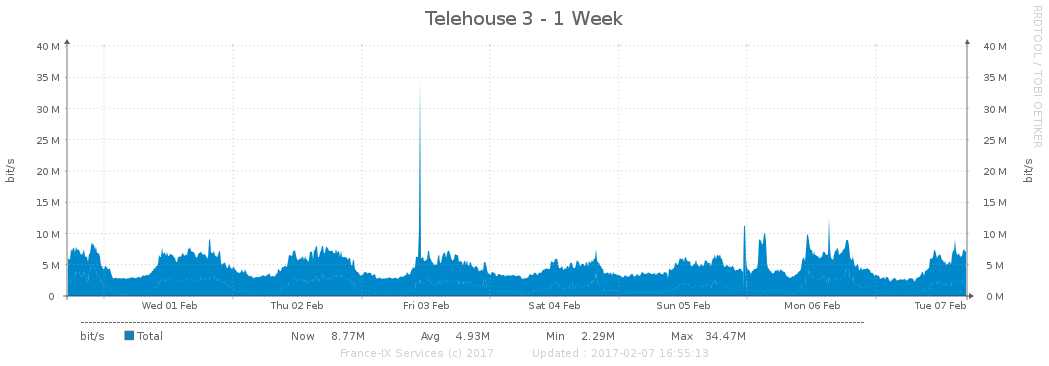 Telehouse 3 - 1 Week
RRDTOOL / TOBI OETIKER
bit/s
bit/s
40 M 40 M
35 M 35 M
30 M 30 M
25 M 25 M
20 M 20 M
15 M 15 M
10 M 10 M
5 M 5 M
0 0 M
Wed 01 Feb Thu 02 Feb Fri 03 Feb Sat 04 Feb Sun 05 Feb Mon 06 Feb Tue 07 Feb
bit/s Total Now 8.77M Avg 4.93M Min 2.29M Max 34.47M
France-IX Services (c) 2017 Updated : 2017-02-07 16:55:13